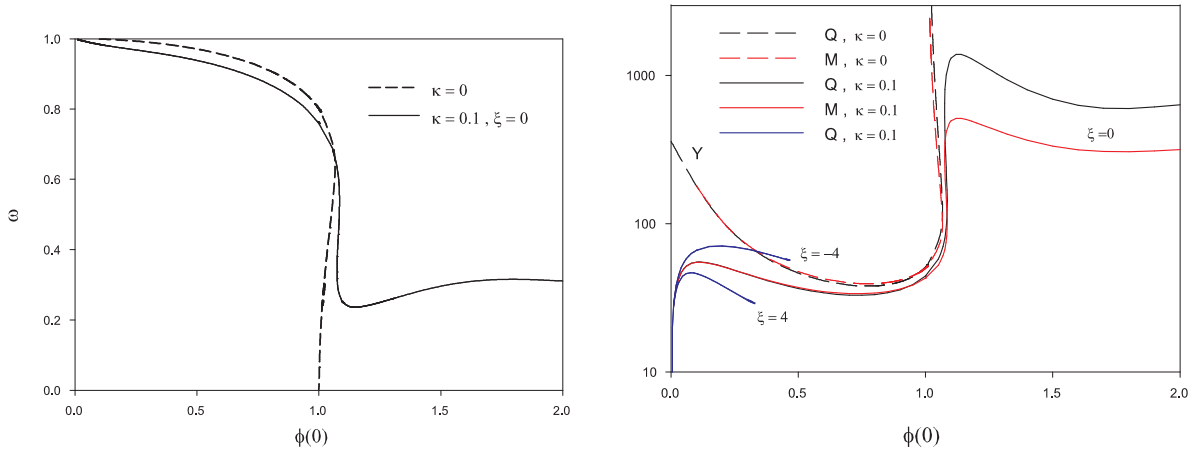 ω
1.0
0.8
0.6
0.4
0.2
0.0
0.0 0.5 1.0 1.5 2.0
ϕ(0)
κ = 0
κ = 0.1 , ξ = 0
1000
100
10
0.0 0.5 1.0 1.5 2.0
ϕ(0)
Q , κ = 0
M , κ = 0
Q , κ = 0.1
M , κ = 0.1
Q , κ = 0.1
Y
ξ=0
ξ=-4
ξ=4